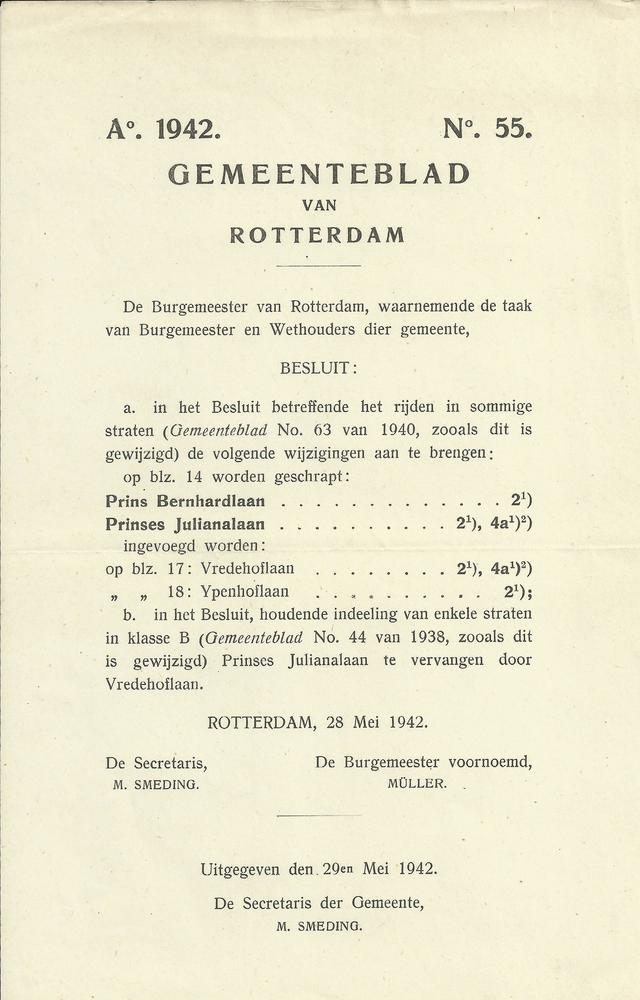 Aº. 1942. Nº. 55.
GEMEENTEBLAD
VAN
ROTTERDAM
De Burgemeester van Rotterdam, waarnemende de taak
van Burgemeester en Wethouders dier gemeente,
BESLUIT:
a. in het Besluit betreffende het rijden in sommige
straten (Gemeenteblad No. 63 van 1940, zooals dit is
gewijzigd) de volgende wijzigingen aan te brengen:
op blz. 14 worden geschrapt:
Prins Bernhardlaan . . . . . . . . . . . . . 2¹)
Prinses Julianalaan . . . . . . . . . . 2¹), 4a¹)²)
ingevoegd worden:
op blz. 17: Vredehoflaan . . . . . . . 2¹), 4a¹)²)
„ „ 18: Ypenhoflaan . . . . . . . . . . 2¹);
b. in het Besluit, houdende indeeling van enkele straten
in klasse B (Gemeenteblad No. 44 van 1938, zooals dit
is gewijzigd) Prinses Julianalaan te vervangen door
Vredehoflaan.
ROTTERDAM, 28 Mei 1942.
De Secretaris, De Burgemeester voornoemd,
M. SMEDING. MÜLLER.
Uitgegeven den 29en Mei 1942.
De Secretaris der Gemeente,
M. SMEDING.